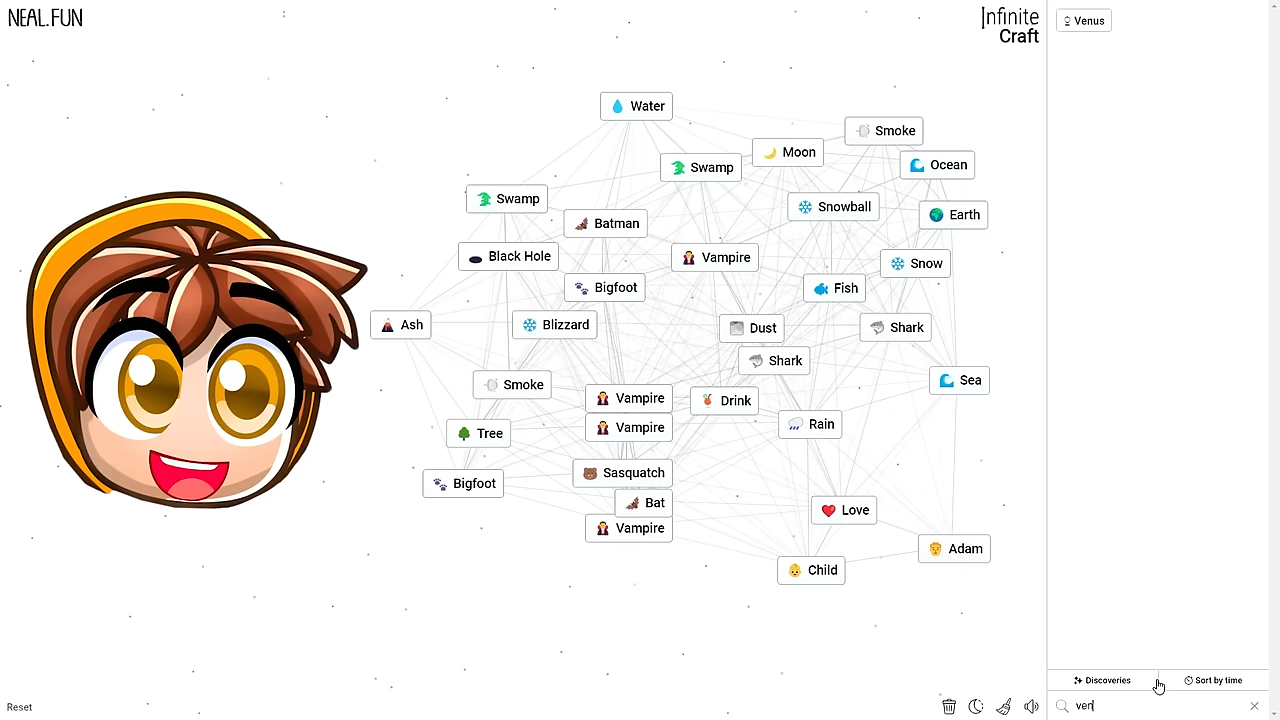 NEAL.FUN
Infinite
Craft
Venus
Water
Smoke
Moon
Swamp
Ocean
Swamp
Snowball
Earth
Batman
Black Hole
Vampire
Snow
Bigfoot
Fish
Ash
Blizzard
Dust
Shark
Shark
Sea
Smoke
Vampire
Drink
Rain
Vampire
Tree
Sasquatch
Bigfoot
Bat
Love
Vampire
Adam
Child
Discoveries
Sort by time
Reset
ven